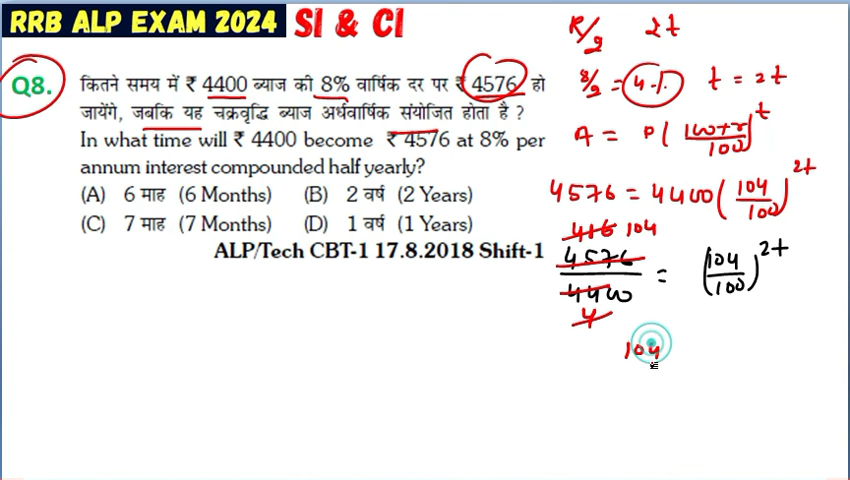 RRB ALP EXAM 2024 SI & CI
Q8. कितने समय में ₹ 4400 ब्याज की 8% वार्षिक दर पर ₹ 4576 हो
जायेंगे, जबकि यह चक्रवृद्धि ब्याज अर्धवार्षिक संयोजित होता है ?
In what time will ₹ 4400 become ₹ 4576 at 8% per
annum interest compounded half yearly?
(A) 6 माह (6 Months) (B) 2 वर्ष (2 Years)
(C) 7 माह (7 Months) (D) 1 वर्ष (1 Years)
ALP/Tech CBT-1 17.8.2018 Shift-1
R/2 2t
8/2 = 4% t = 2t
A = P(100+r/100)^t
4576 = 4400(104/100)^2t
416 104
4576/4400 = (104/100)^2t
4
104